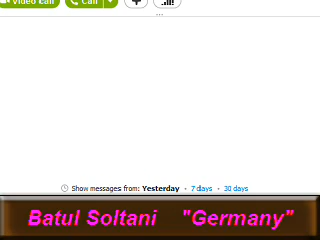 Video call Call
Show messages from: Yesterday • 7 days • 30 days
Batul Soltani "Germany"